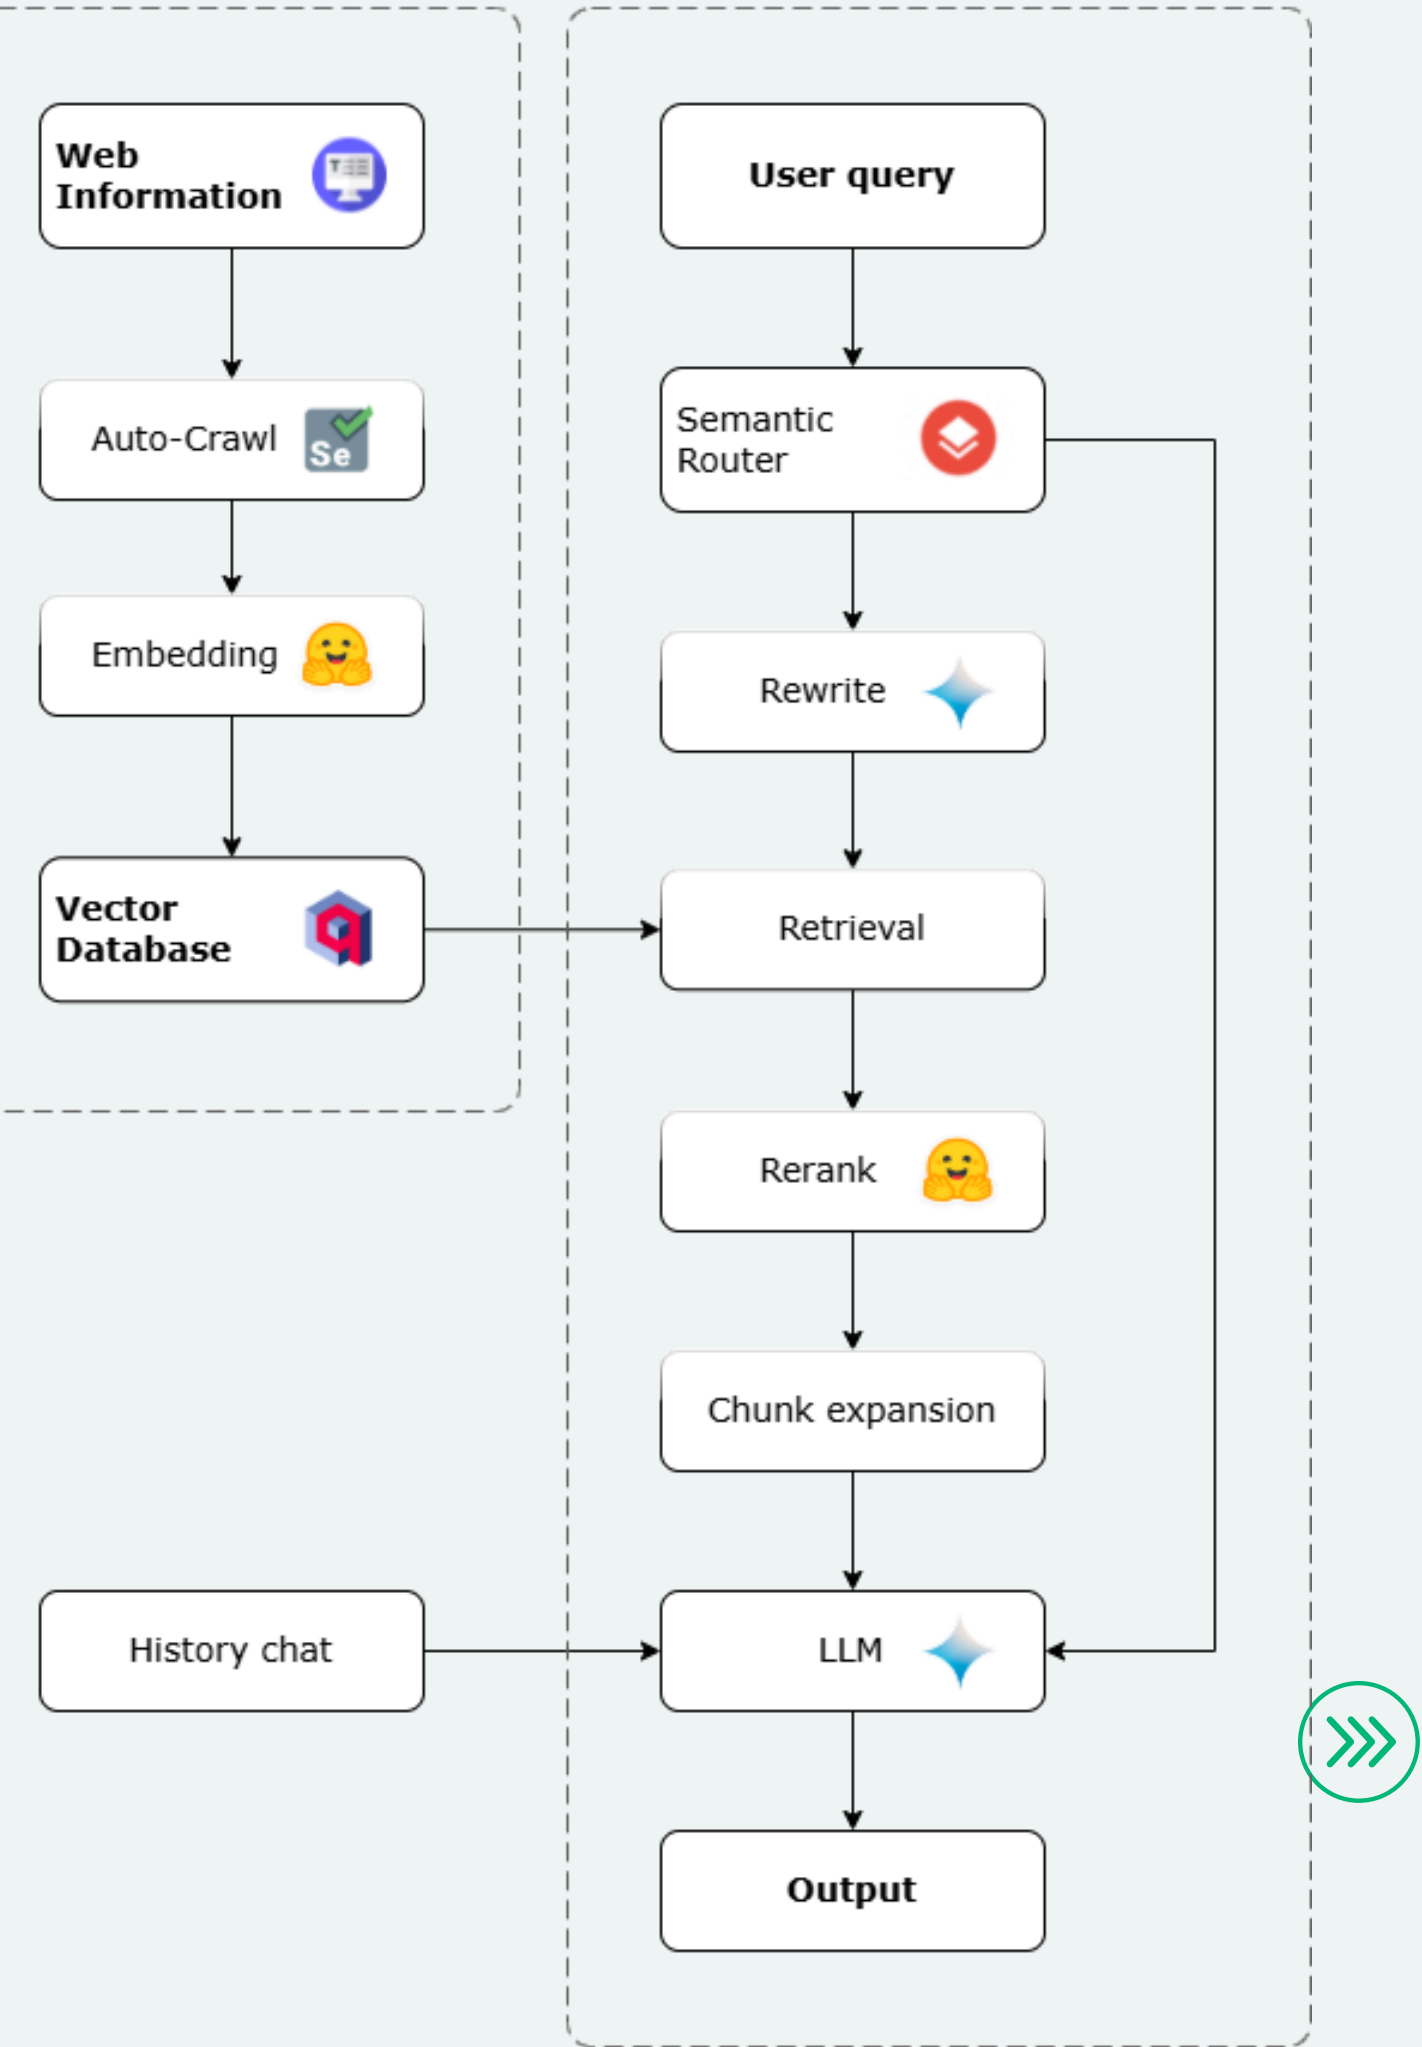 Web
Information
Auto-Crawl
Se
Embedding
Vector
Database
History chat
User query
Semantic
Router
Rewrite
Retrieval
Rerank
Chunk expansion
LLM
Output